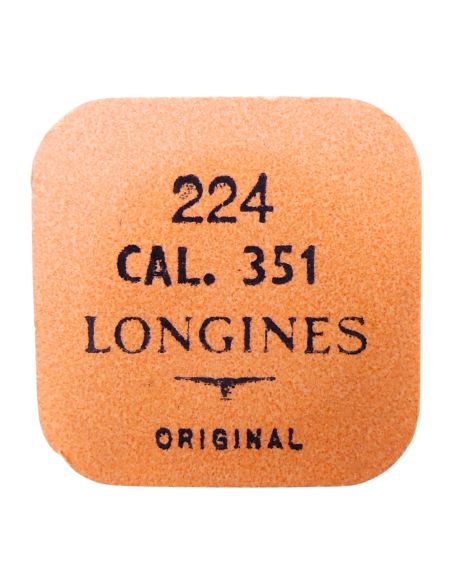 224
CAL. 351
LONGINES
ORIGINAL